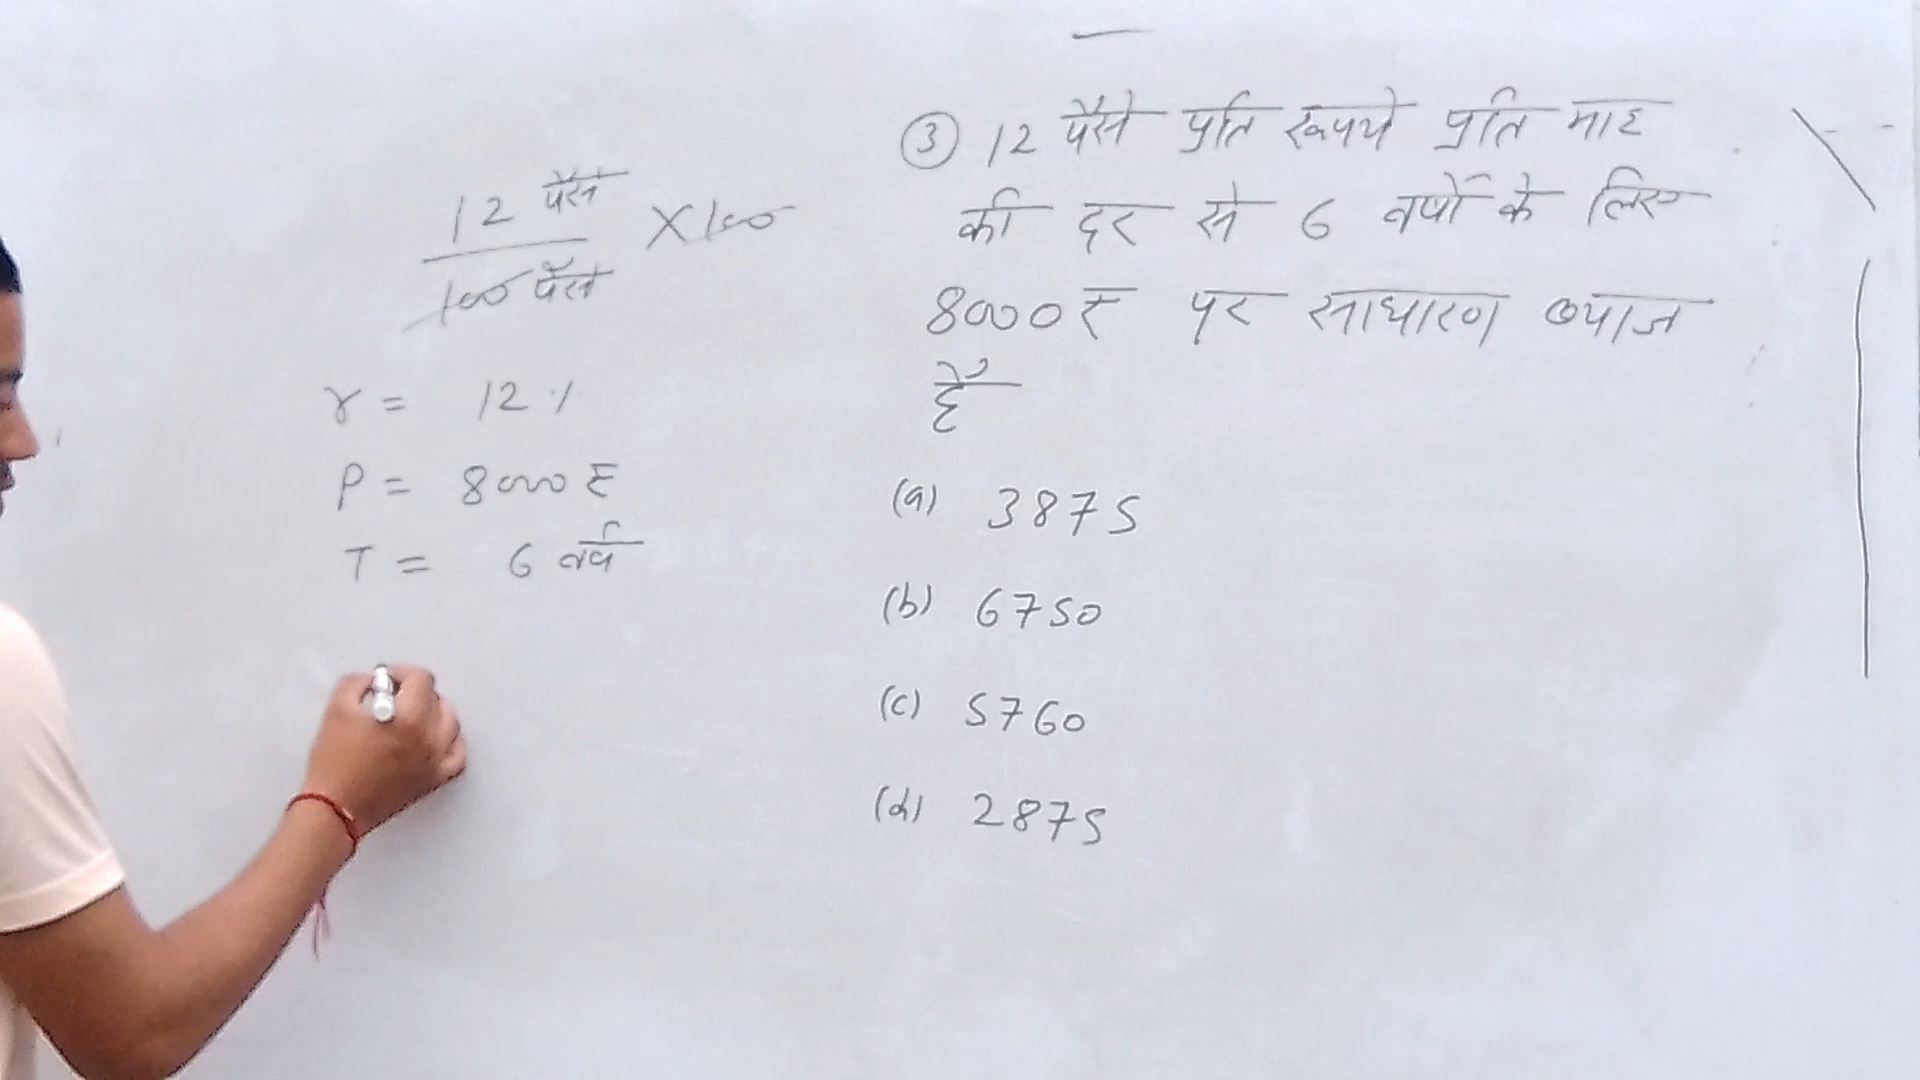 12 पैसे
100 पैसे
X100
r = 12 %
P = 8000 ₹
T = 6 वर्ष
③ 12 पैसे प्रति रूपये प्रति माह
की दर से 6 वर्षों के लिए
8000 ₹ पर साधारण ब्याज
है
(a) 3875
(b) 6750
(c) 5760
(d) 2875